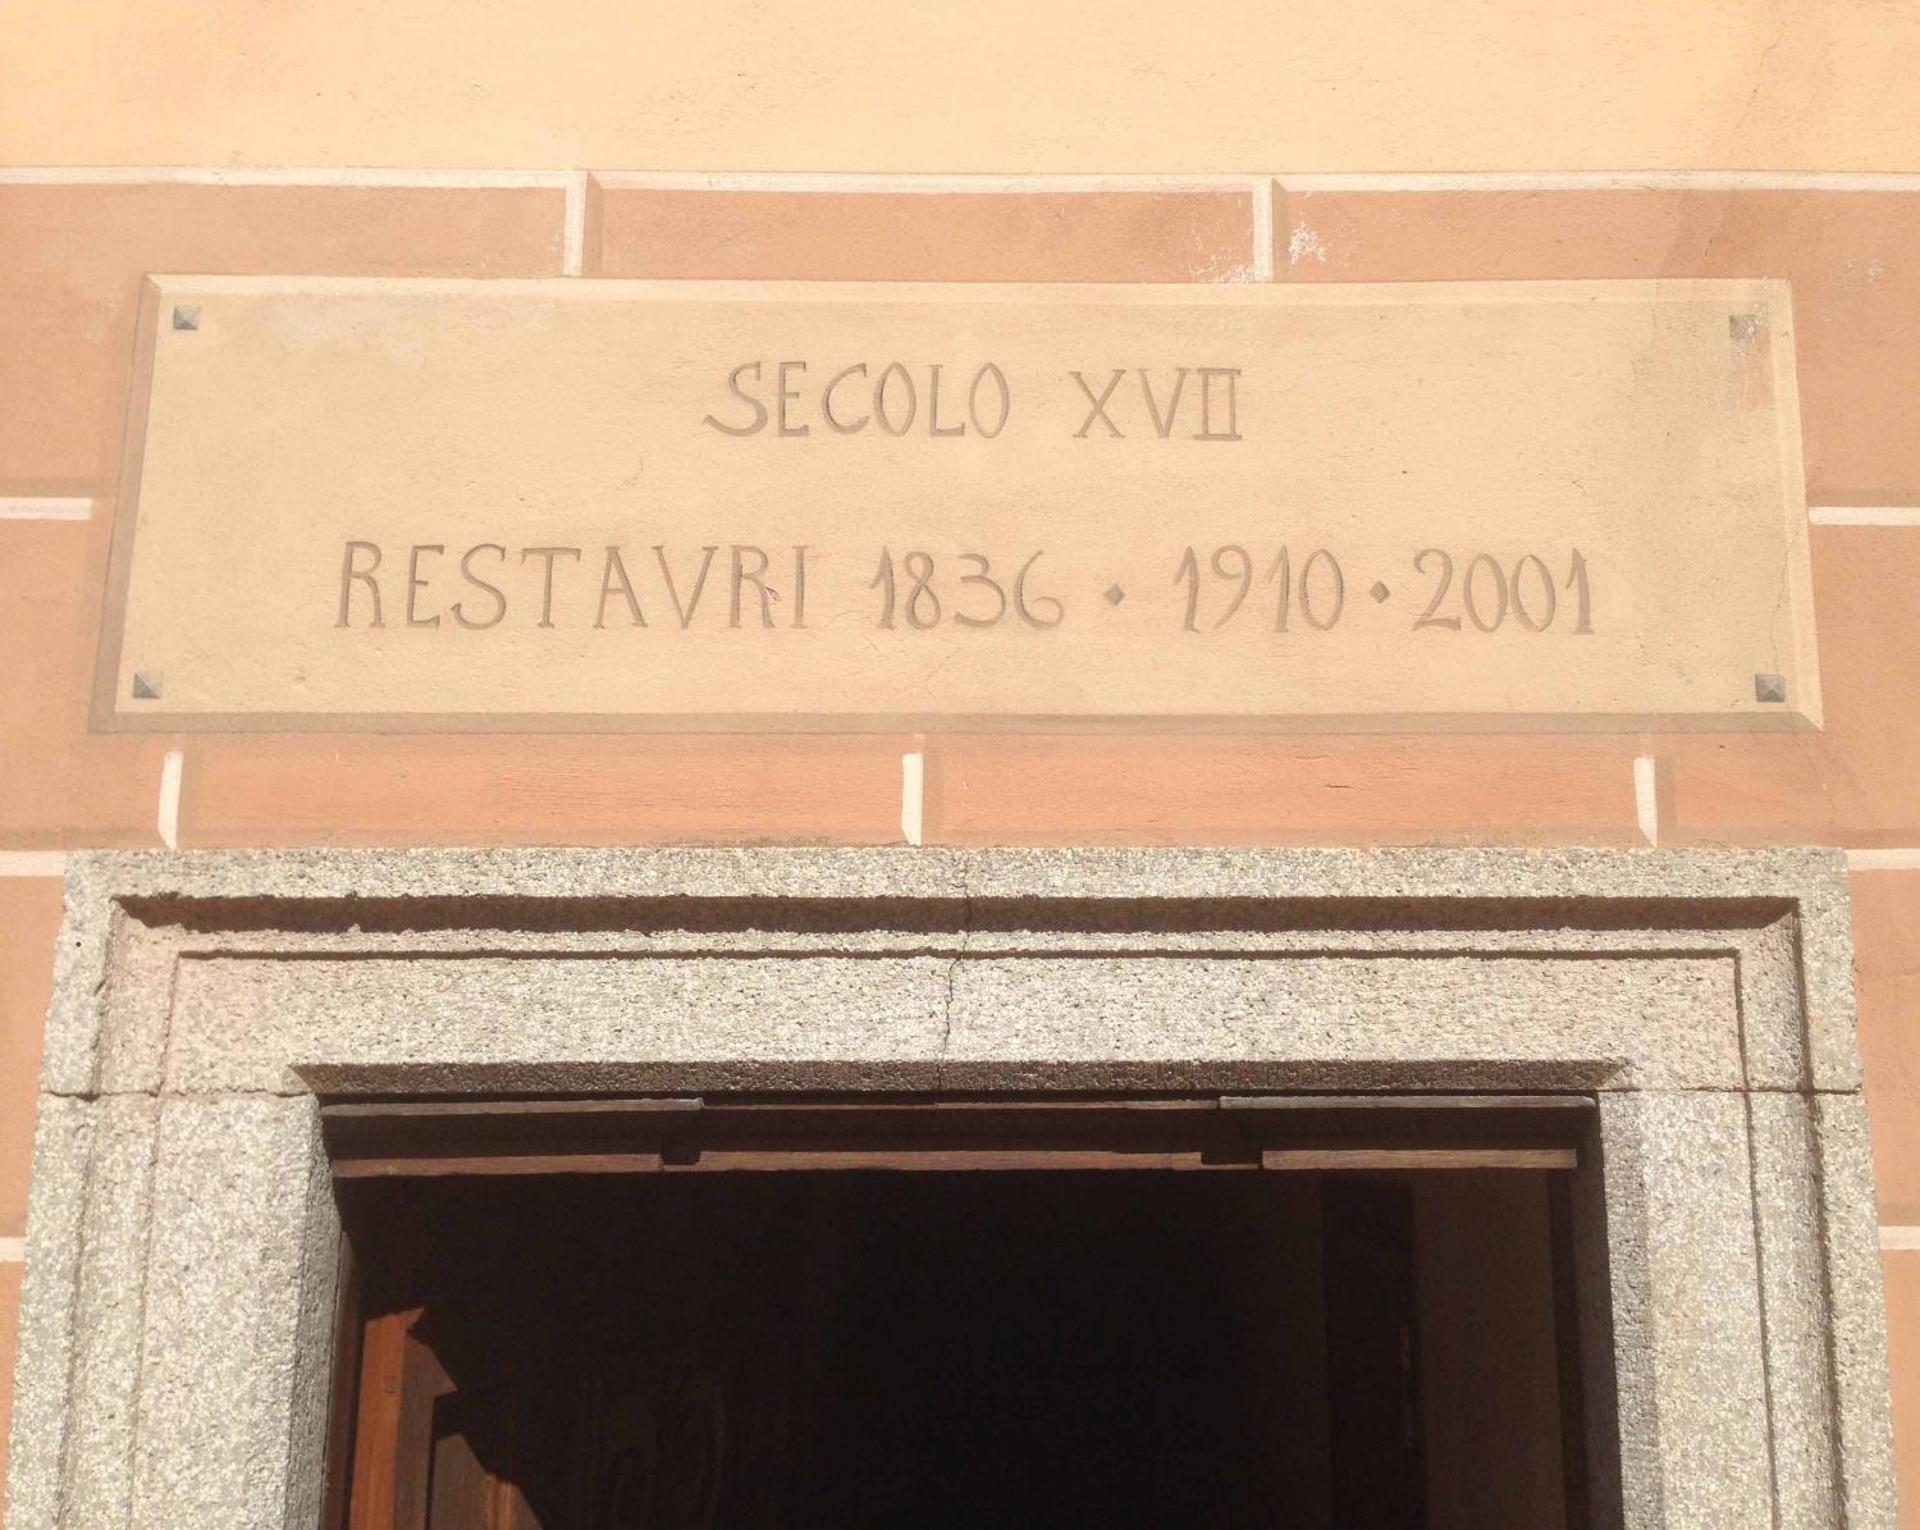 SECOLO XVII
RESTAVRI 1836 • 1910 • 2001